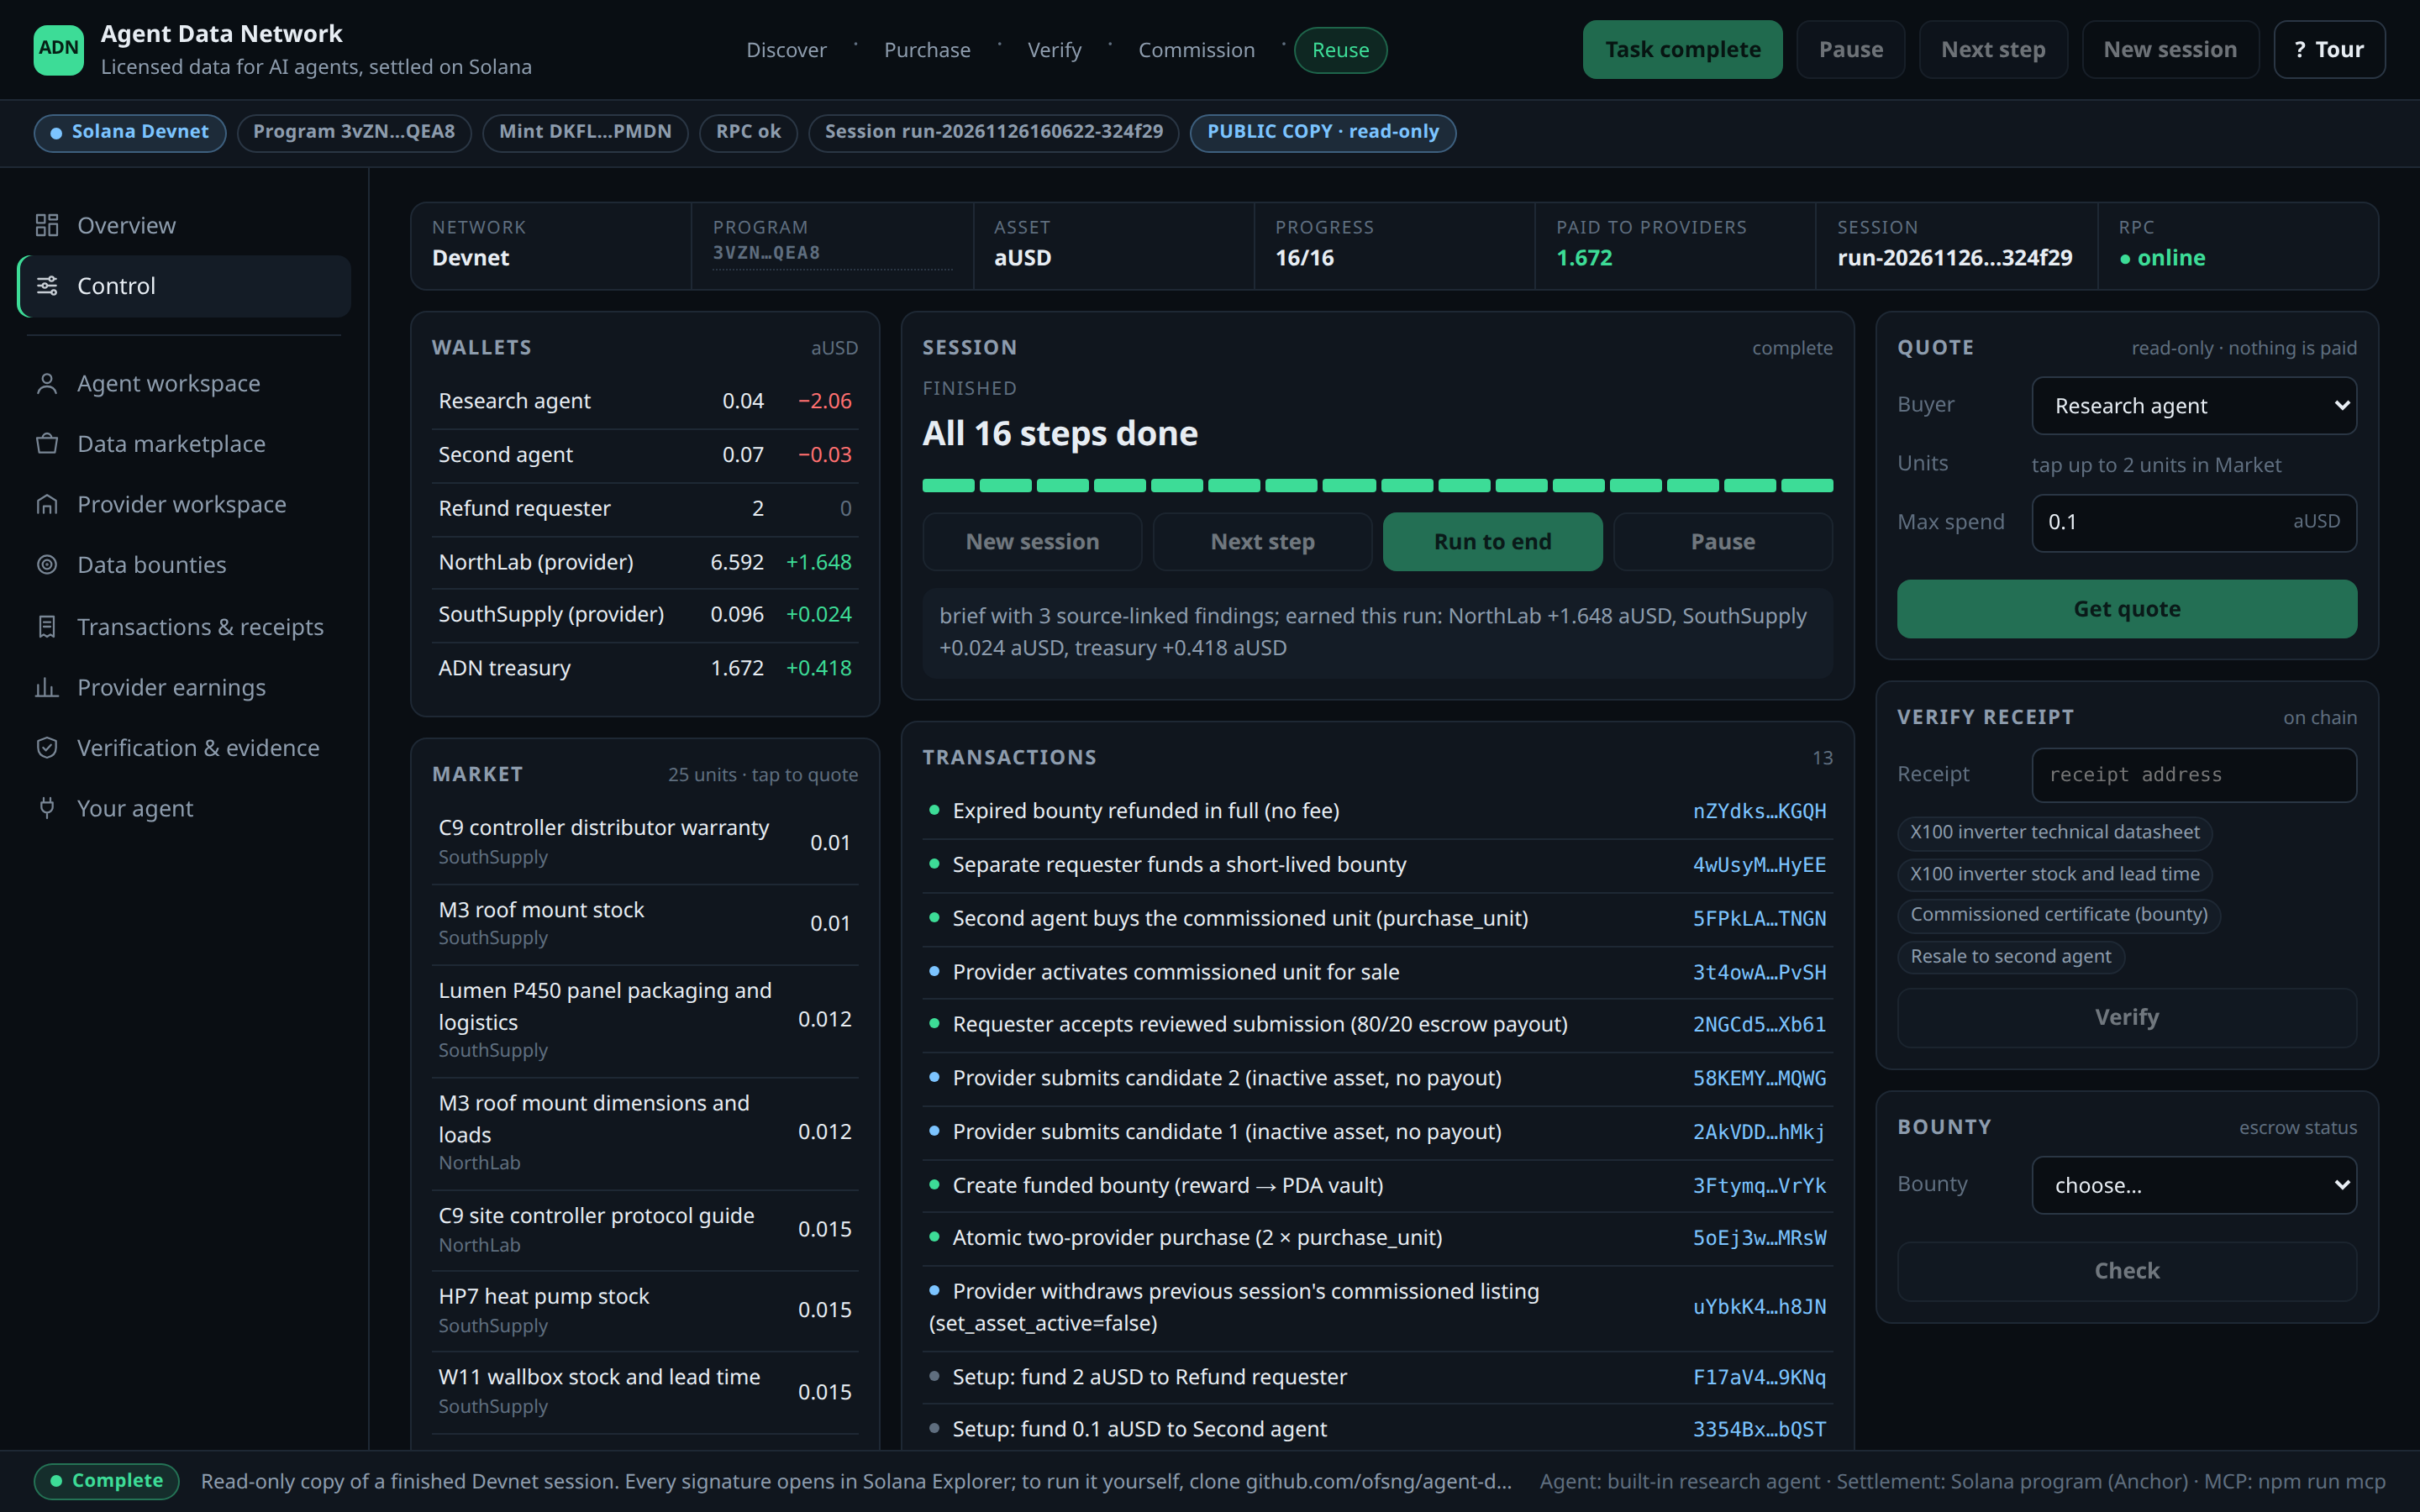 ADN
Agent Data Network
Licensed data for AI agents, settled on Solana
Discover · Purchase · Verify · Commission · Reuse
Task complete
Pause
Next step
New session
? Tour
Solana Devnet
Program 3vZN…QEA8
Mint DKFL…PMDN
RPC ok
Session run-20261126160622-324f29
PUBLIC COPY · read-only
Overview
Control
Agent workspace
Data marketplace
Provider workspace
Data bounties
Transactions & receipts
Provider earnings
Verification & evidence
Your agent
NETWORK
Devnet
PROGRAM
3VZN…QEA8
ASSET
aUSD
PROGRESS
16/16
PAID TO PROVIDERS
1.672
SESSION
run-20261126…324f29
RPC
● online
WALLETS aUSD
Research agent 0.04 −2.06
Second agent 0.07 −0.03
Refund requester 2 0
NorthLab (provider) 6.592 +1.648
SouthSupply (provider) 0.096 +0.024
ADN treasury 1.672 +0.418
MARKET 25 units · tap to quote
C9 controller distributor warranty 0.01
SouthSupply
M3 roof mount stock 0.01
SouthSupply
Lumen P450 panel packaging and
logistics 0.012
SouthSupply
M3 roof mount dimensions and
loads 0.012
NorthLab
C9 site controller protocol guide 0.015
NorthLab
HP7 heat pump stock 0.015
SouthSupply
W11 wallbox stock and lead time 0.015
SouthSupply
SESSION complete
FINISHED
All 16 steps done
New session
Next step
Run to end
Pause
brief with 3 source-linked findings; earned this run: NorthLab +1.648 aUSD, SouthSupply
+0.024 aUSD, treasury +0.418 aUSD
TRANSACTIONS 13
Expired bounty refunded in full (no fee) nZYdks…KGQH
Separate requester funds a short-lived bounty 4wUsyM…HyEE
Second agent buys the commissioned unit (purchase_unit) 5FPkLA…TNGN
Provider activates commissioned unit for sale 3t4owA…PvSH
Requester accepts reviewed submission (80/20 escrow payout) 2NGCd5…Xb61
Provider submits candidate 2 (inactive asset, no payout) 58KEMY…MQWG
Provider submits candidate 1 (inactive asset, no payout) 2AkVDD…hMkj
Create funded bounty (reward → PDA vault) 3Ftymq…VrYk
Atomic two-provider purchase (2 × purchase_unit) 5oEj3w…MRsW
Provider withdraws previous session's commissioned listing
(set_asset_active=false) uYbkK4…h8JN
Setup: fund 2 aUSD to Refund requester F17aV4…9KNq
Setup: fund 0.1 aUSD to Second agent 3354Bx…bQST
QUOTE read-only · nothing is paid
Buyer Research agent
Units tap up to 2 units in Market
Max spend 0.1 aUSD
Get quote
VERIFY RECEIPT on chain
Receipt receipt address
X100 inverter technical datasheet
X100 inverter stock and lead time
Commissioned certificate (bounty)
Resale to second agent
Verify
BOUNTY escrow status
Bounty choose…
Check
Complete
Read-only copy of a finished Devnet session. Every signature opens in Solana Explorer; to run it yourself, clone github.com/ofsng/agent-d…
Agent: built-in research agent · Settlement: Solana program (Anchor) · MCP: npm run mcp